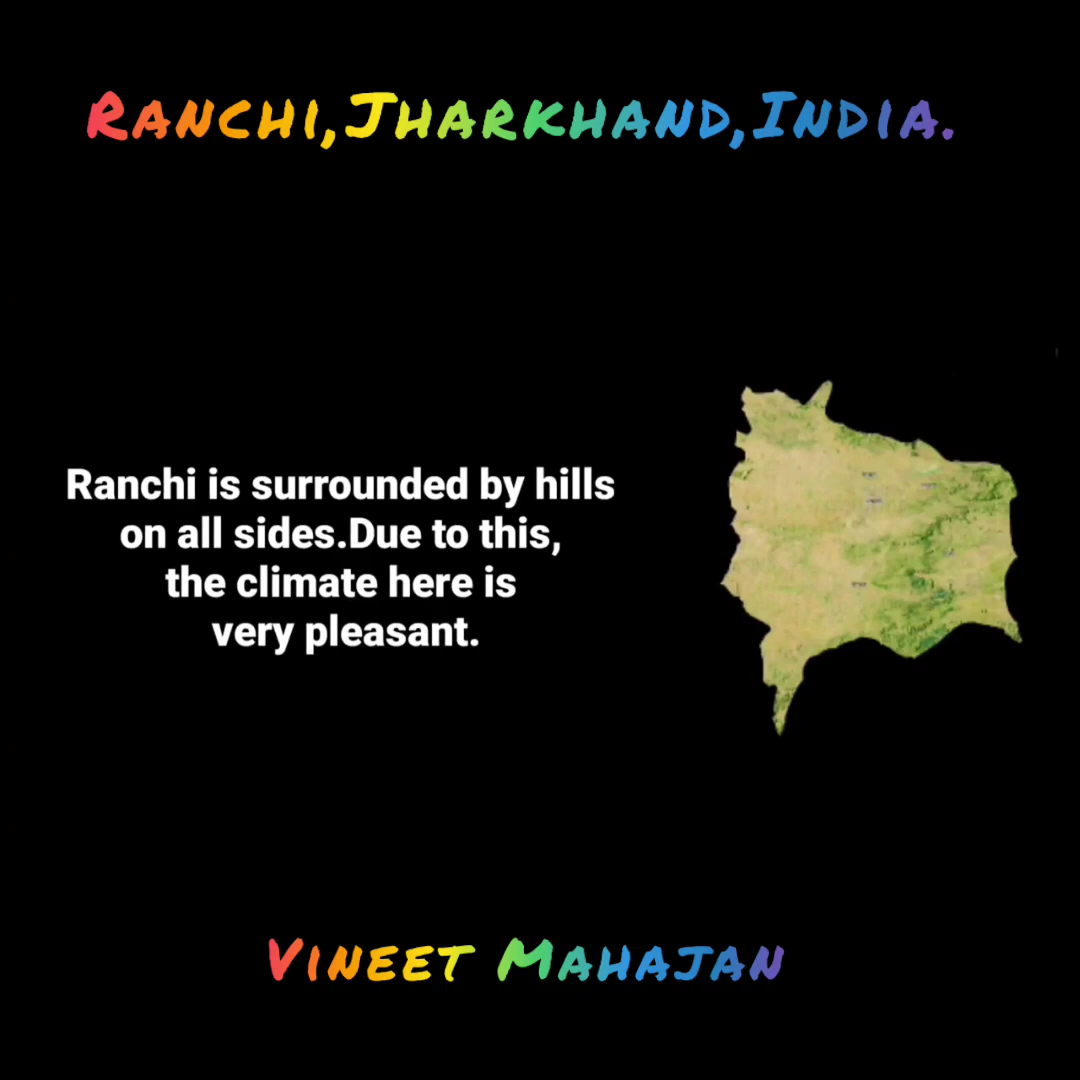 Ranchi,Jharkhand,India.
Ranchi is surrounded by hills
on all sides.Due to this,
the climate here is
very pleasant.
Vineet Mahajan